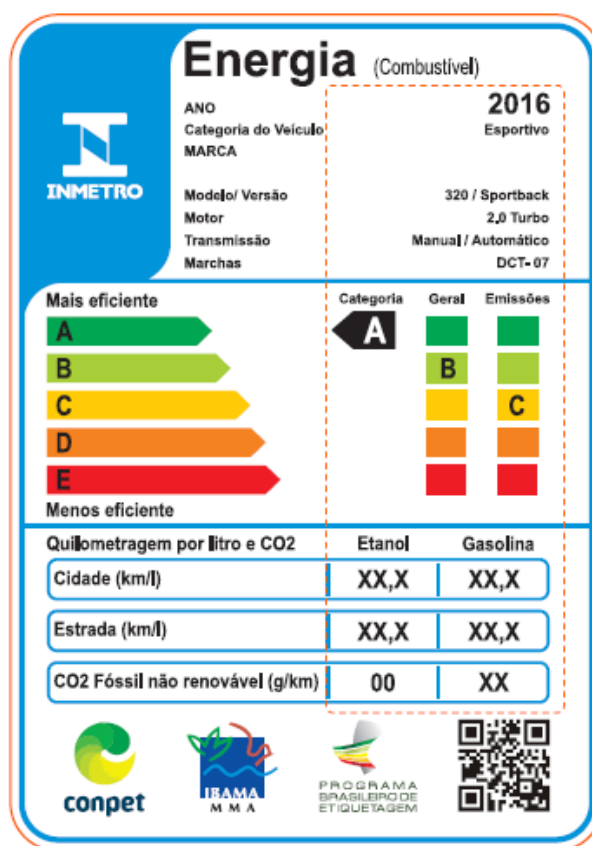 Energia (Combustível)
ANO 2016
Categoria do Veículo Esportivo
MARCA
INMETRO
Modelo/ Versão 320 / Sportback
Motor 2,0 Turbo
Transmissão Manual / Automático
Marchas DCT- 07
Mais eficiente Categoria Geral Emissões
A A
B B
C C
D
E
Menos eficiente
Quilometragem por litro e CO2 Etanol Gasolina
Cidade (km/l) XX,X XX,X
Estrada (km/l) XX,X XX,X
CO2 Fóssil não renovável (g/km) 00 XX
conpet
IBAMA
MMA
PROGRAMA
BRASILEIRO DE
ETIQUETAGEM